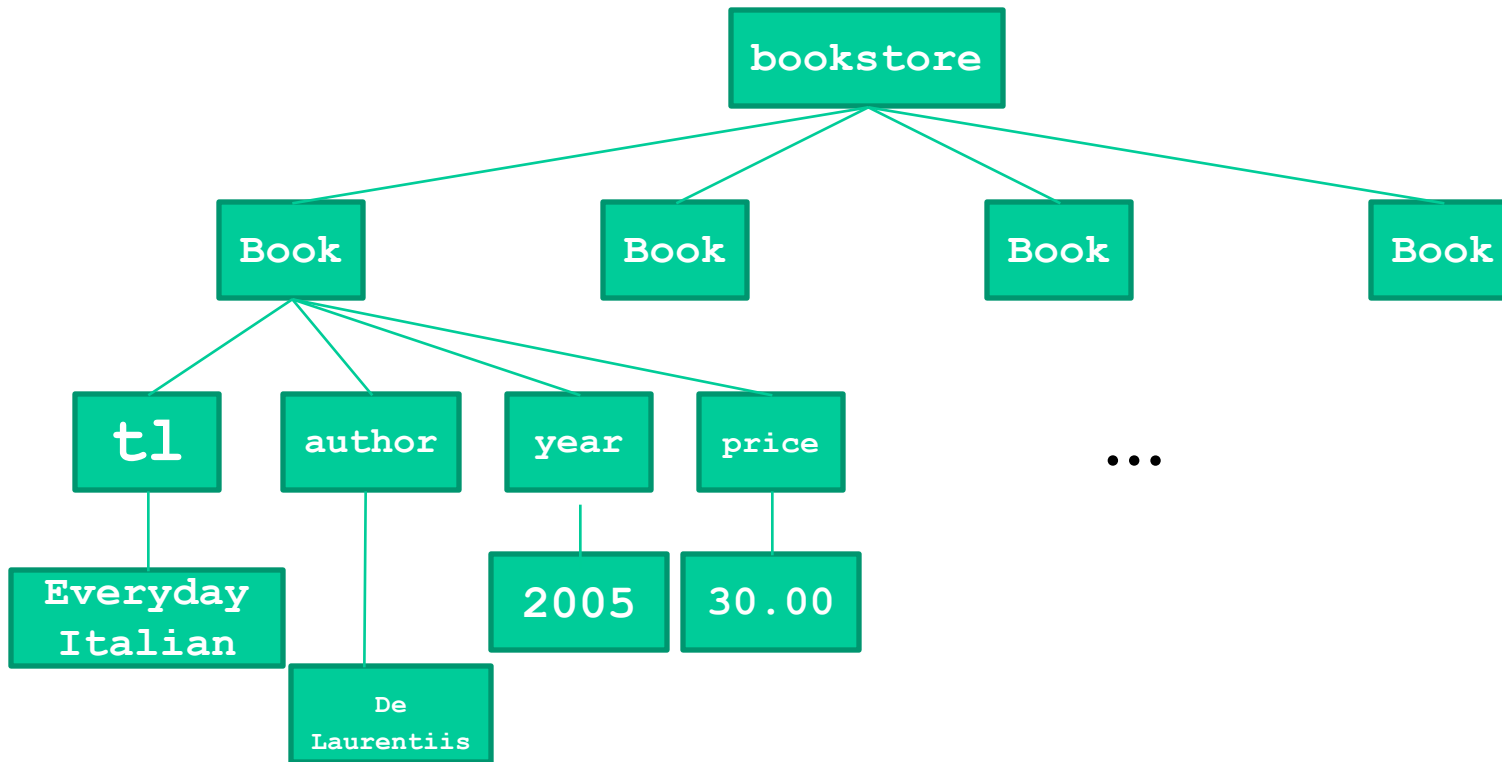 bookstore
Book
Book
Book
Book
tl
author
year
price
...
Everyday
Italian
2005
30.00
De
Laurentiis